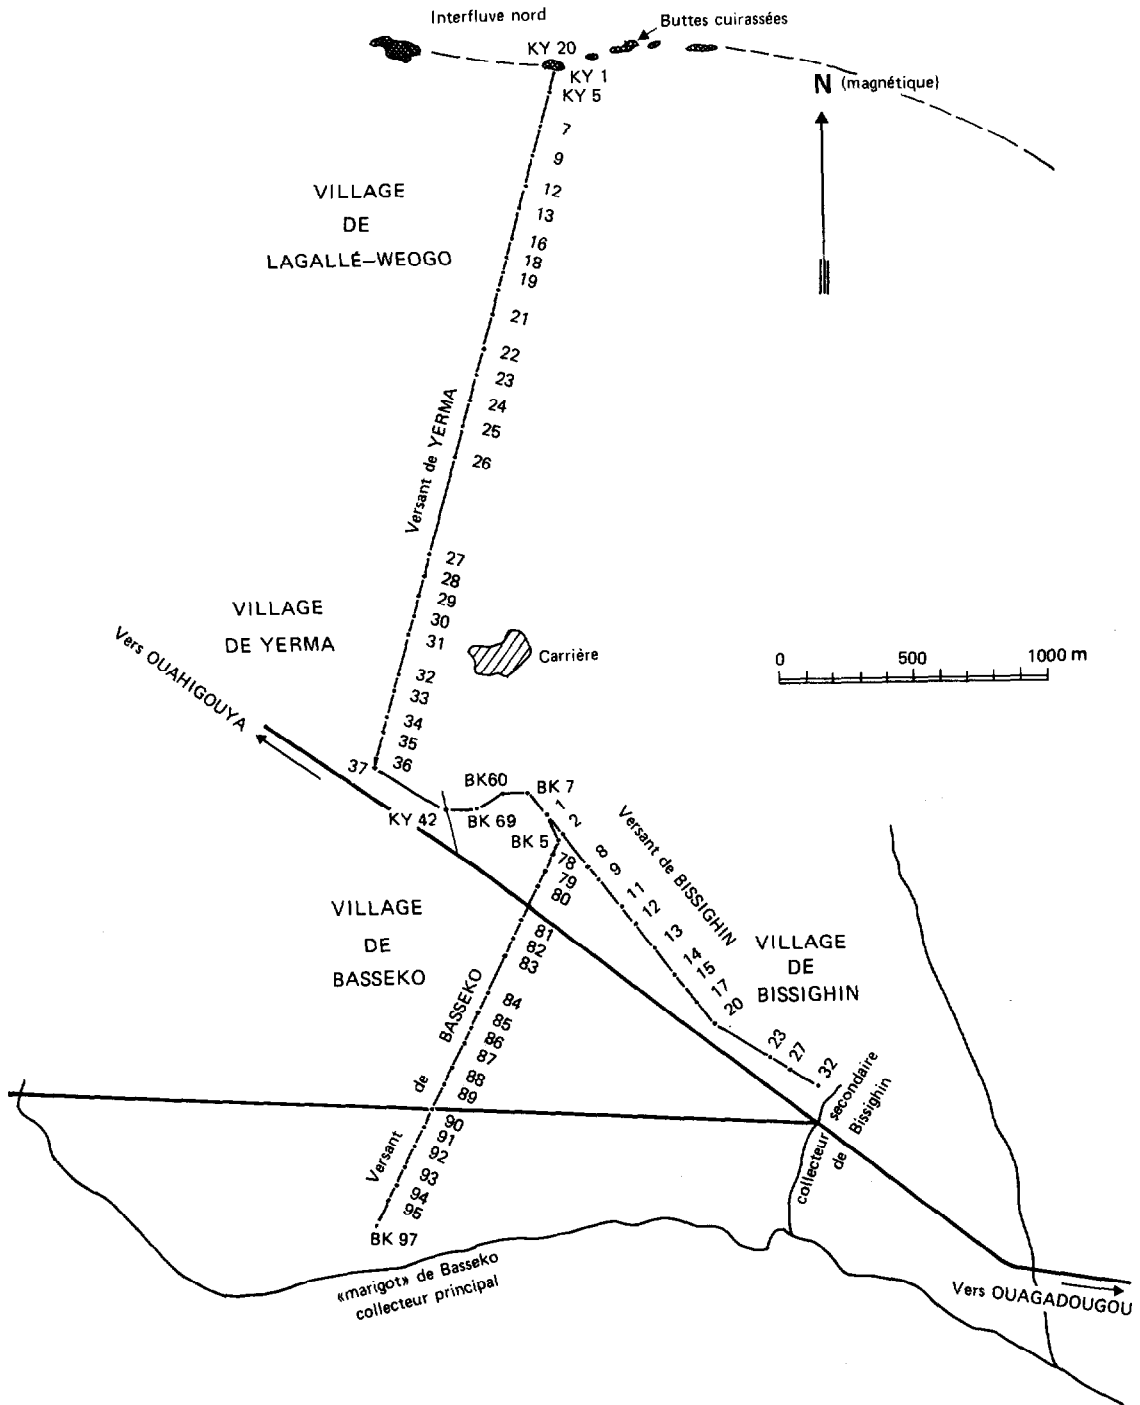 Interfluve nord
Buttes cuirassées
KY 20
KY 1
KY 5
N (magnétique)
7
9
VILLAGE
DE
LAGALLÉ–WEOGO
12
13
16
18
19
21
22
23
24
25
26
Versant de YERMA
27
28
29
30
31
VILLAGE
DE YERMA
Carrière
0 500 1000 m
32
33
34
35
36
37
Vers OUAHIGOUYA
KY 42
BK60
BK 69
BK 7
BK 5
1
2
8
9
11
12
13
14
15
17
20
23
27
32
Versant de BISSIGHIN
VILLAGE
DE
BISSIGHIN
78
79
80
81
82
83
84
85
86
87
88
89
90
91
92
93
94
95
BK 97
VILLAGE
DE
BASSEKO
Versant de BASSEKO
collecteur secondaire
de Bissighin
«marigot» de Basseko
collecteur principal
Vers OUAGADOUGOU